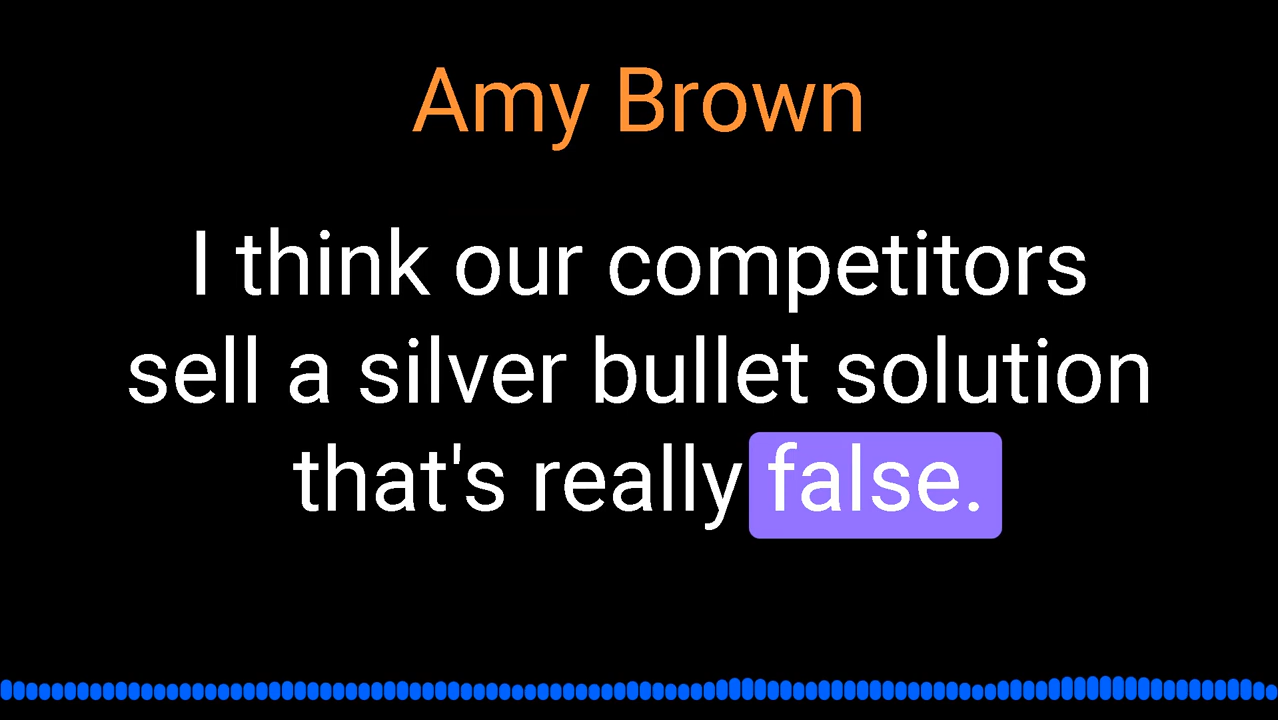 Amy Brown
I think our competitors
sell a silver bullet solution
that's really false.